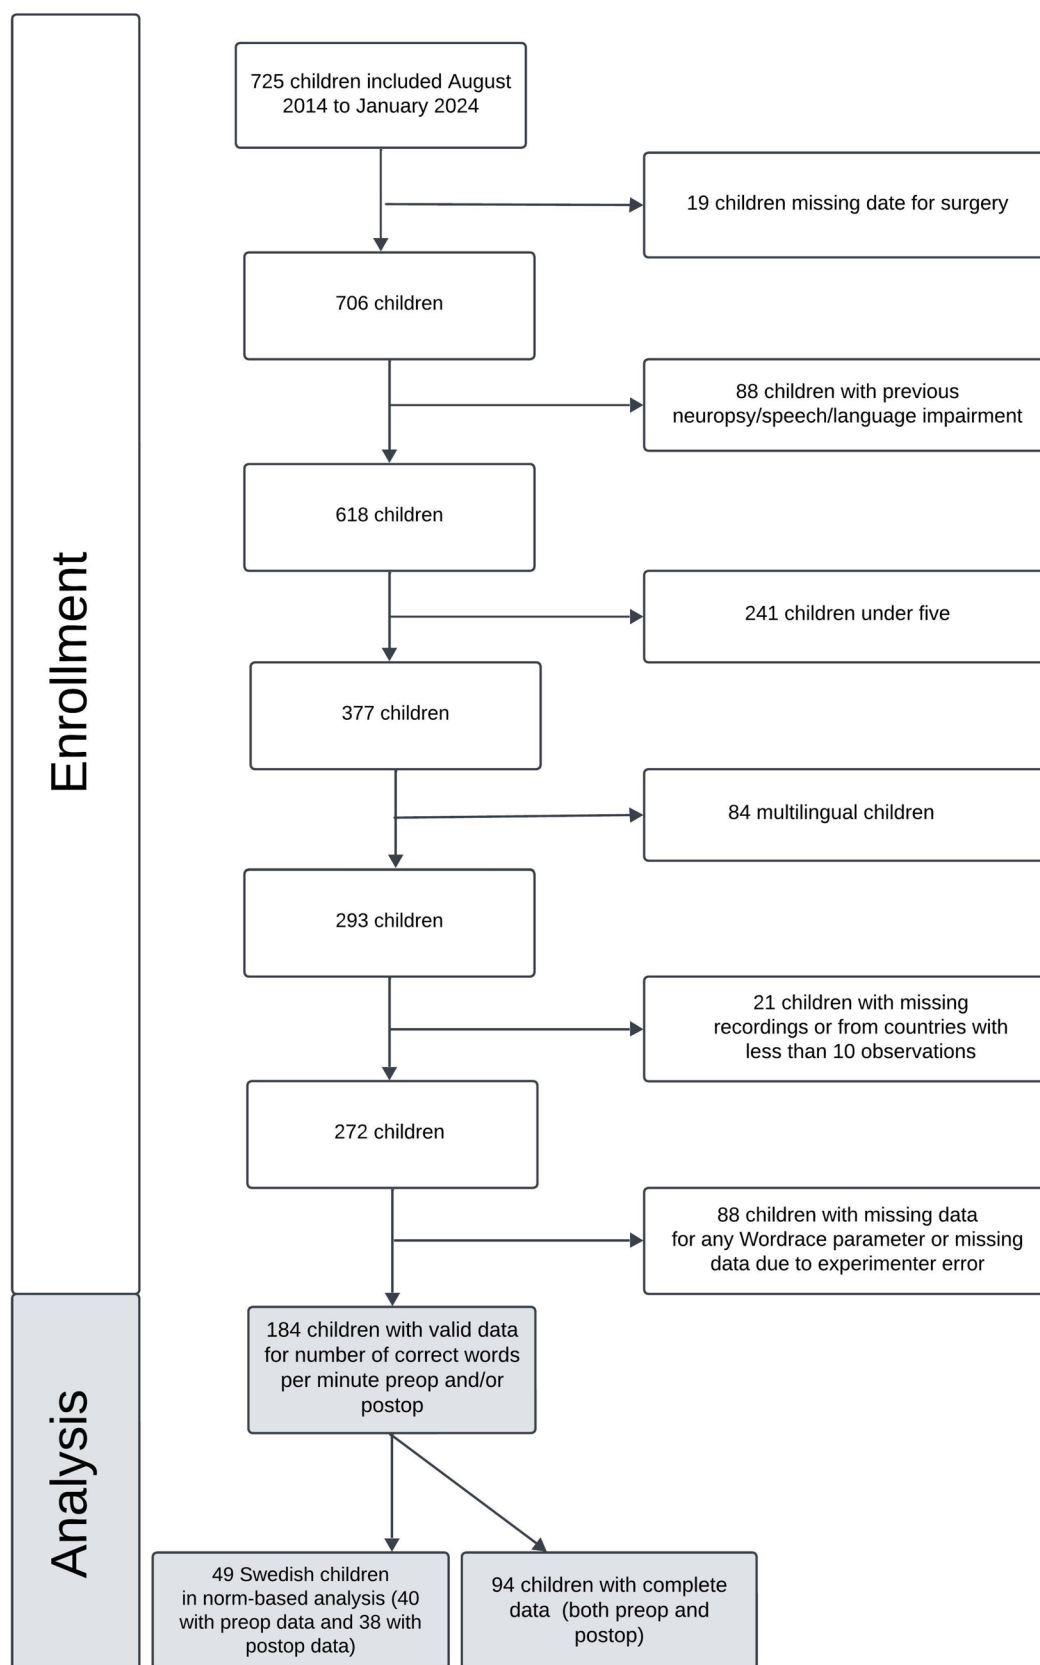 725 children included August
2014 to January 2024
19 children missing date for surgery
706 children
88 children with previous
neuropsy/speech/language impairment
618 children
241 children under five
Enrollment
377 children
84 multilingual children
293 children
21 children with missing
recordings or from countries with
less than 10 observations
272 children
88 children with missing data
for any Wordrace parameter or missing
data due to experimenter error
184 children with valid data
for number of correct words
per minute preop and/or
postop
Analysis
49 Swedish children
in norm-based analysis (40
with preop data and 38 with
postop data)
94 children with complete
data (both preop and
postop)